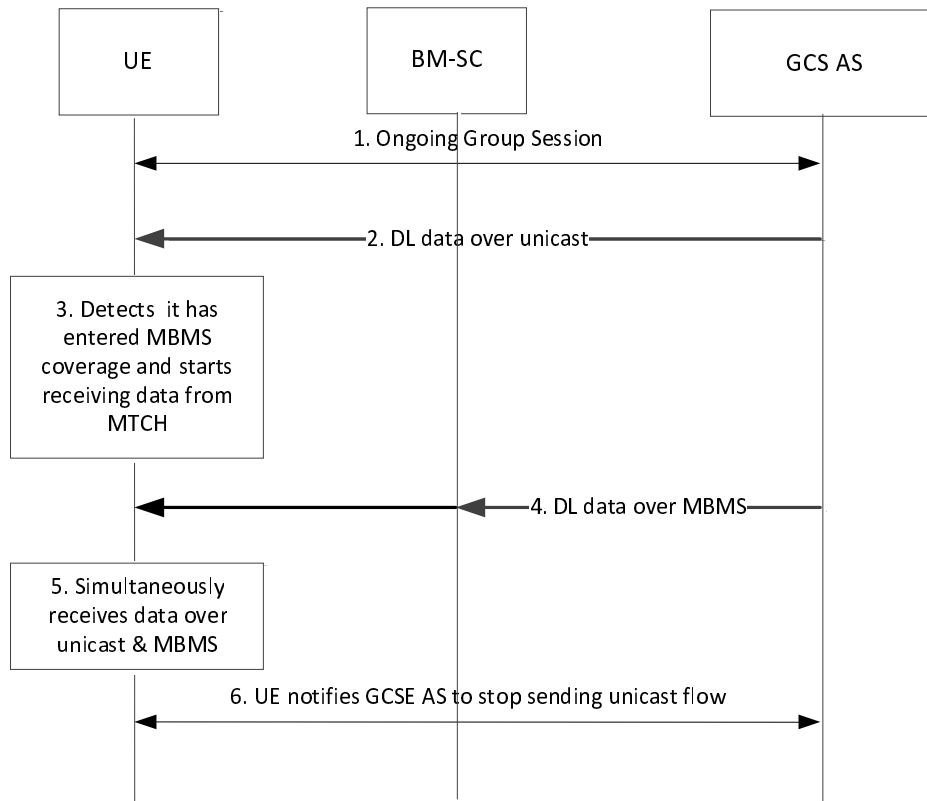 UE
BM-SC
GCS AS
1. Ongoing Group Session
2. DL data over unicast
3. Detects it has
entered MBMS
coverage and starts
receiving data from
MTCH
4. DL data over MBMS
5. Simultaneously
receives data over
unicast & MBMS
6. UE notifies GCSE AS to stop sending unicast flow